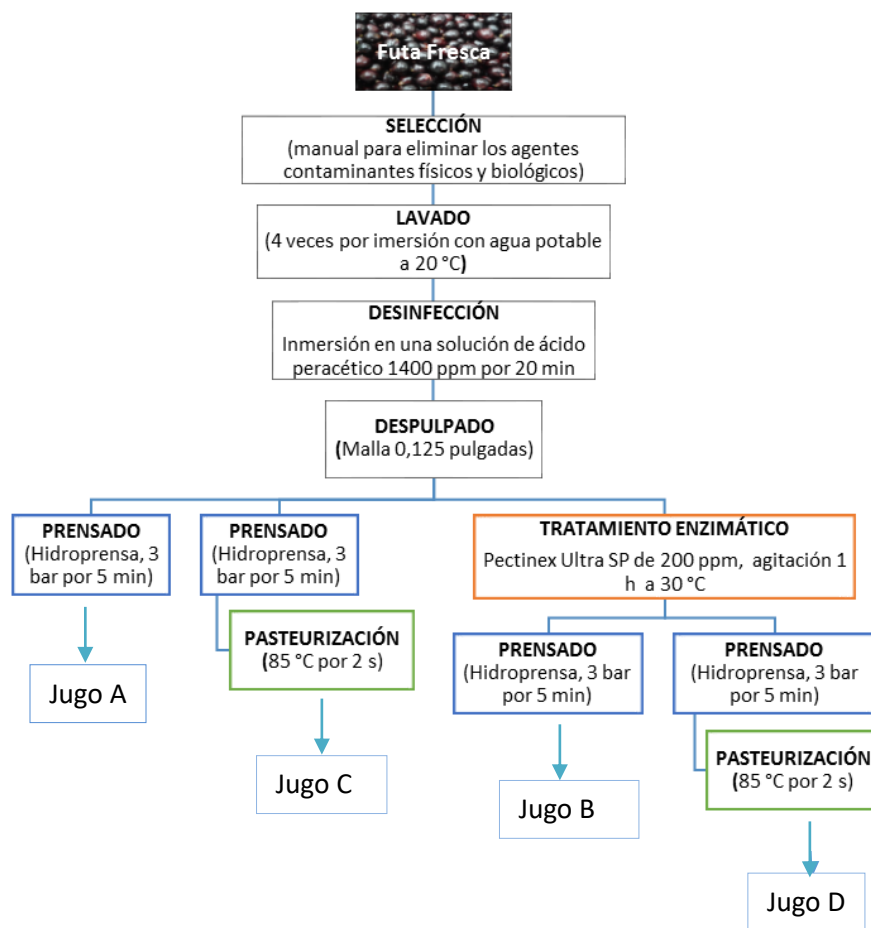 Futa Fresca
SELECCIÓN
(manual para eliminar los agentes
contaminantes físicos y biológicos)
LAVADO
(4 veces por imersión con agua potable
a 20 °C)
DESINFECCIÓN
Inmersión en una solución de ácido
peracético 1400 ppm por 20 min
DESPULPADO
(Malla 0,125 pulgadas)
PRENSADO
(Hidroprensa, 3
bar por 5 min)
Jugo A
PRENSADO
(Hidroprensa, 3
bar por 5 min)
PASTEURIZACIÓN
(85 °C por 2 s)
Jugo C
TRATAMIENTO ENZIMÁTICO
Pectinex Ultra SP de 200 ppm, agitación 1
h a 30 °C
PRENSADO
(Hidroprensa, 3 bar
por 5 min)
Jugo B
PRENSADO
(Hidroprensa, 3 bar
por 5 min)
PASTEURIZACIÓN
(85 °C por 2 s)
Jugo D